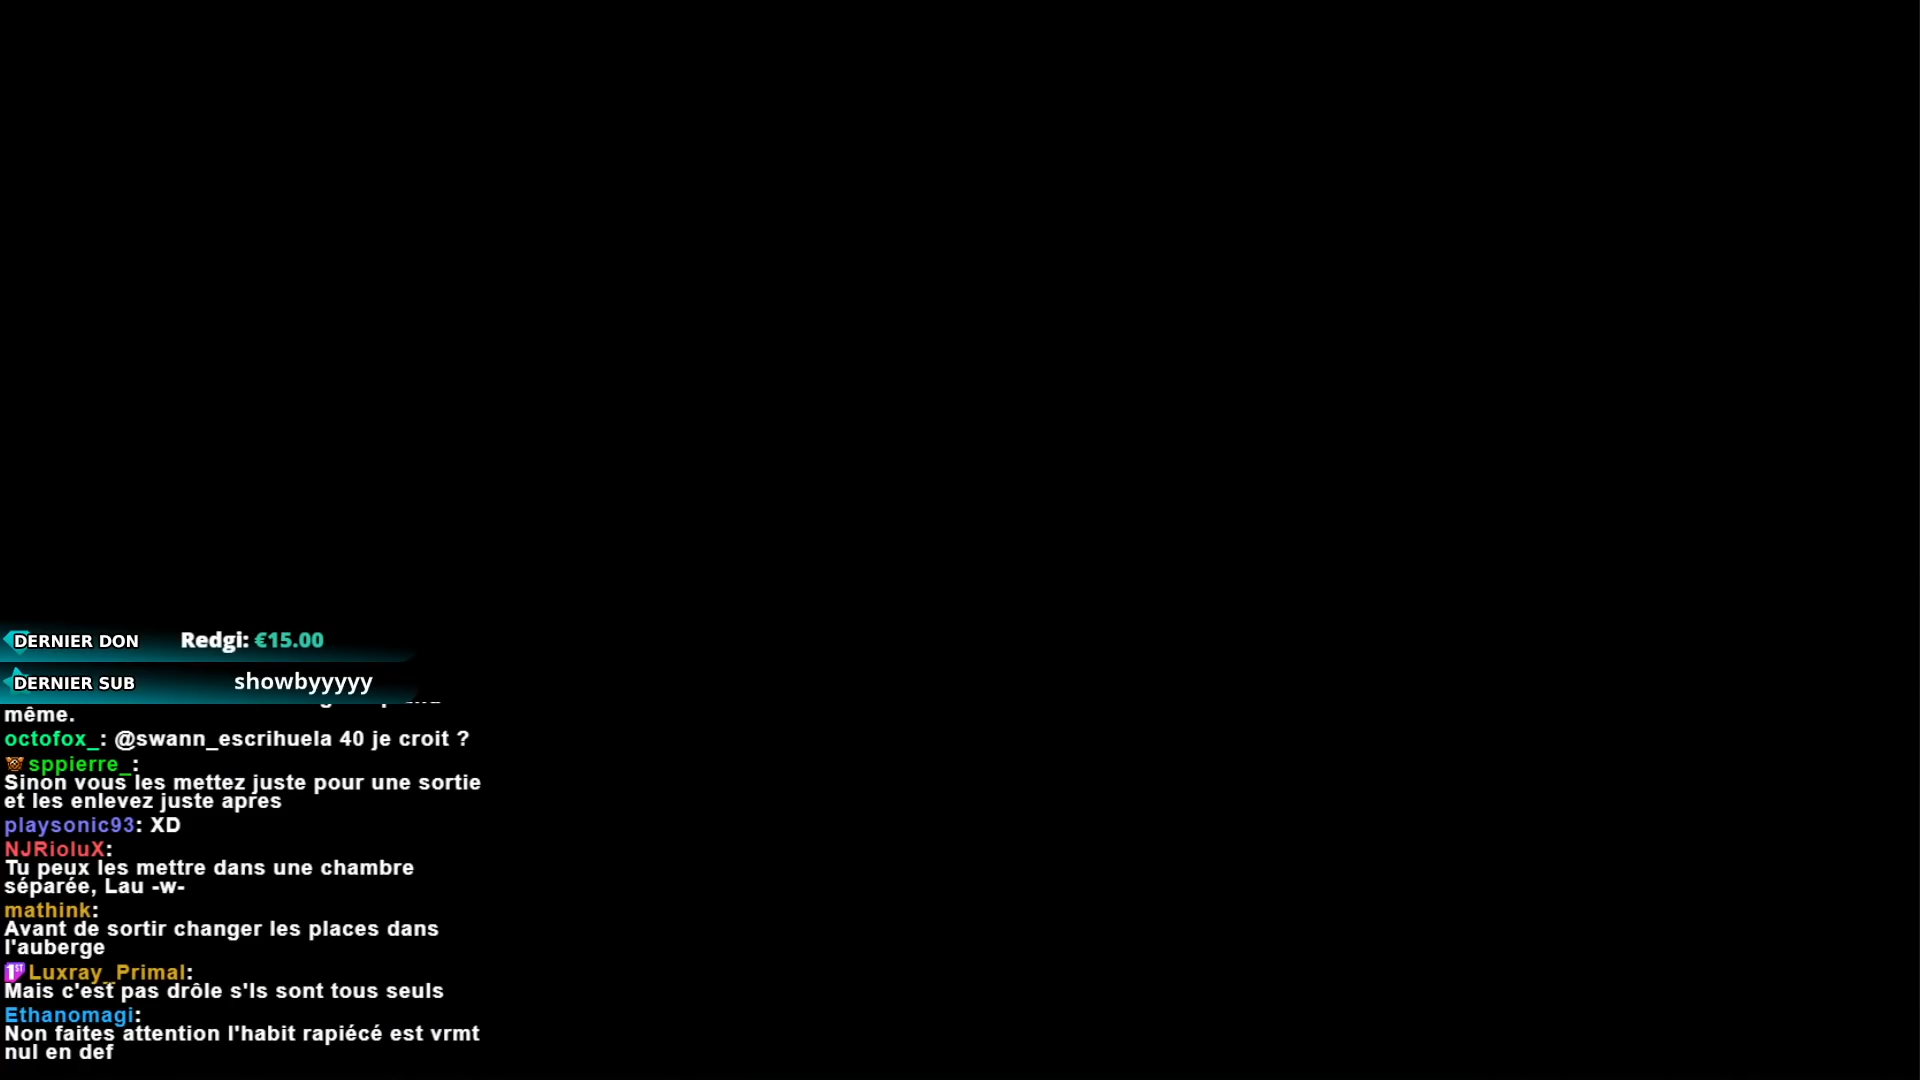 DERNIER DON Redgi: €15.00
DERNIER SUB showbyyyyy
même.
octofox_: @swann_escrihuela 40 je croit ?
sppierre_:
Sinon vous les mettez juste pour une sortie
et les enlevez juste apres
playsonic93: XD
NJRioluX:
Tu peux les mettre dans une chambre
séparée, Lau -w-
mathink:
Avant de sortir changer les places dans
l'auberge
1ST Luxray_Primal:
Mais c'est pas drôle s'ls sont tous seuls
Ethanomagi:
Non faites attention l'habit rapiécé est vrmt
nul en def